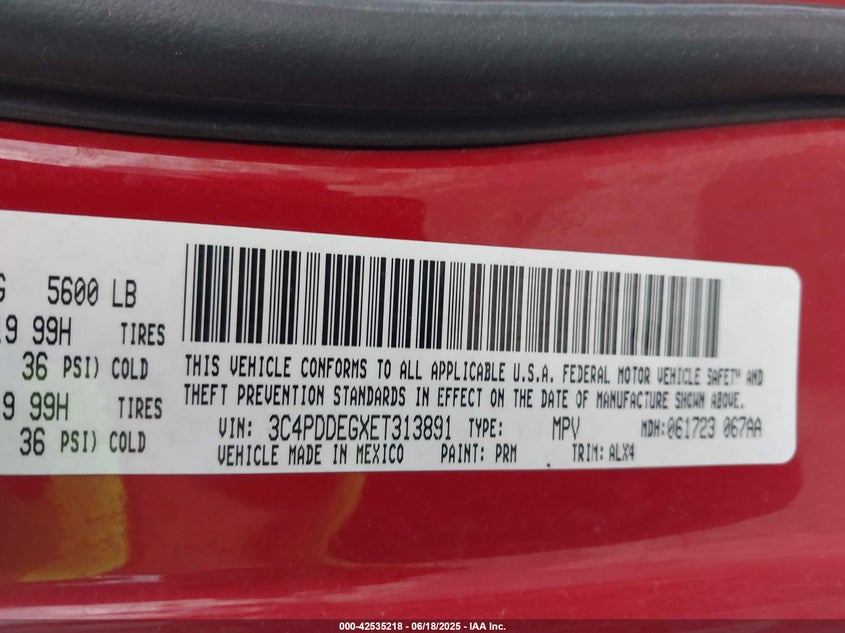 5600 LB
99H TIRES
36 PSI) COLD
99H TIRES
36 PSI) COLD
THIS VEHICLE CONFORMS TO ALL APPLICABLE U.S.A. FEDERAL MOTOR VEHICLE SAFETY AND
THEFT PREVENTION STANDARDS IN EFFECT ON THE DATE OF MANUFACTURE SHOWN ABOVE.
VIN: 3C4PDDEGXET313891 TYPE: MPV MDH: 061723 067AA
VEHICLE MADE IN MEXICO PAINT: PRM TRIM: ALX4
000-42535218 - 06/18/2025 - IAA Inc.